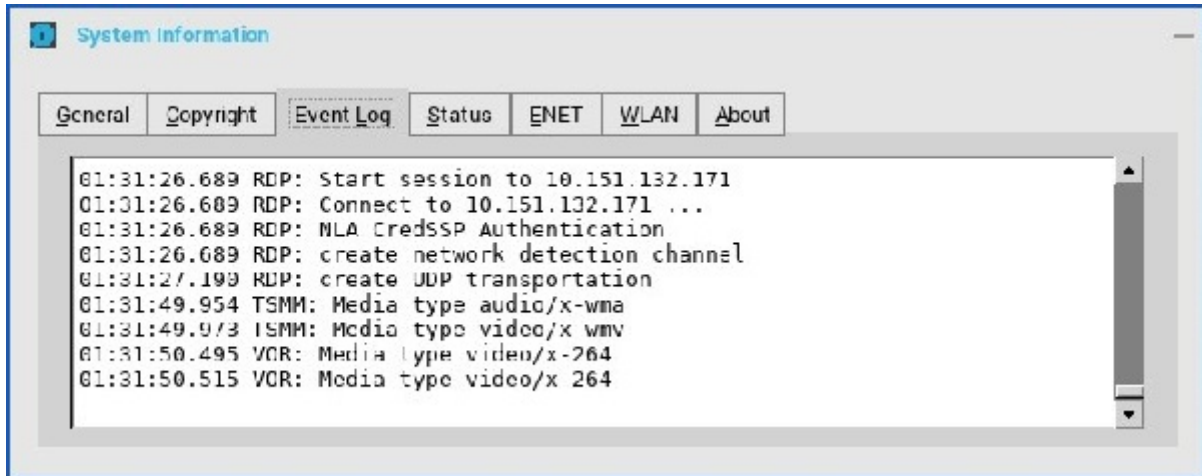 System Information
General Copyright Event Log Status ENET WLAN About
01:31:26.689 RDP: Start session to 10.151.132.171
01:31:26.689 RDP: Connect to 10.151.132.171 ...
01:31:26.689 RDP: NLA CredSSP Authentication
01:31:26.689 RDP: create network detection channel
01:31:27.190 RDP: create UDP transportation
01:31:49.954 TSMM: Media type audio/x-wma
01:31:49.973 TSMM: Media type video/x-wmv
01:31:50.495 VOR: Media type video/x-264
01:31:50.515 VOR: Media type video/x-264